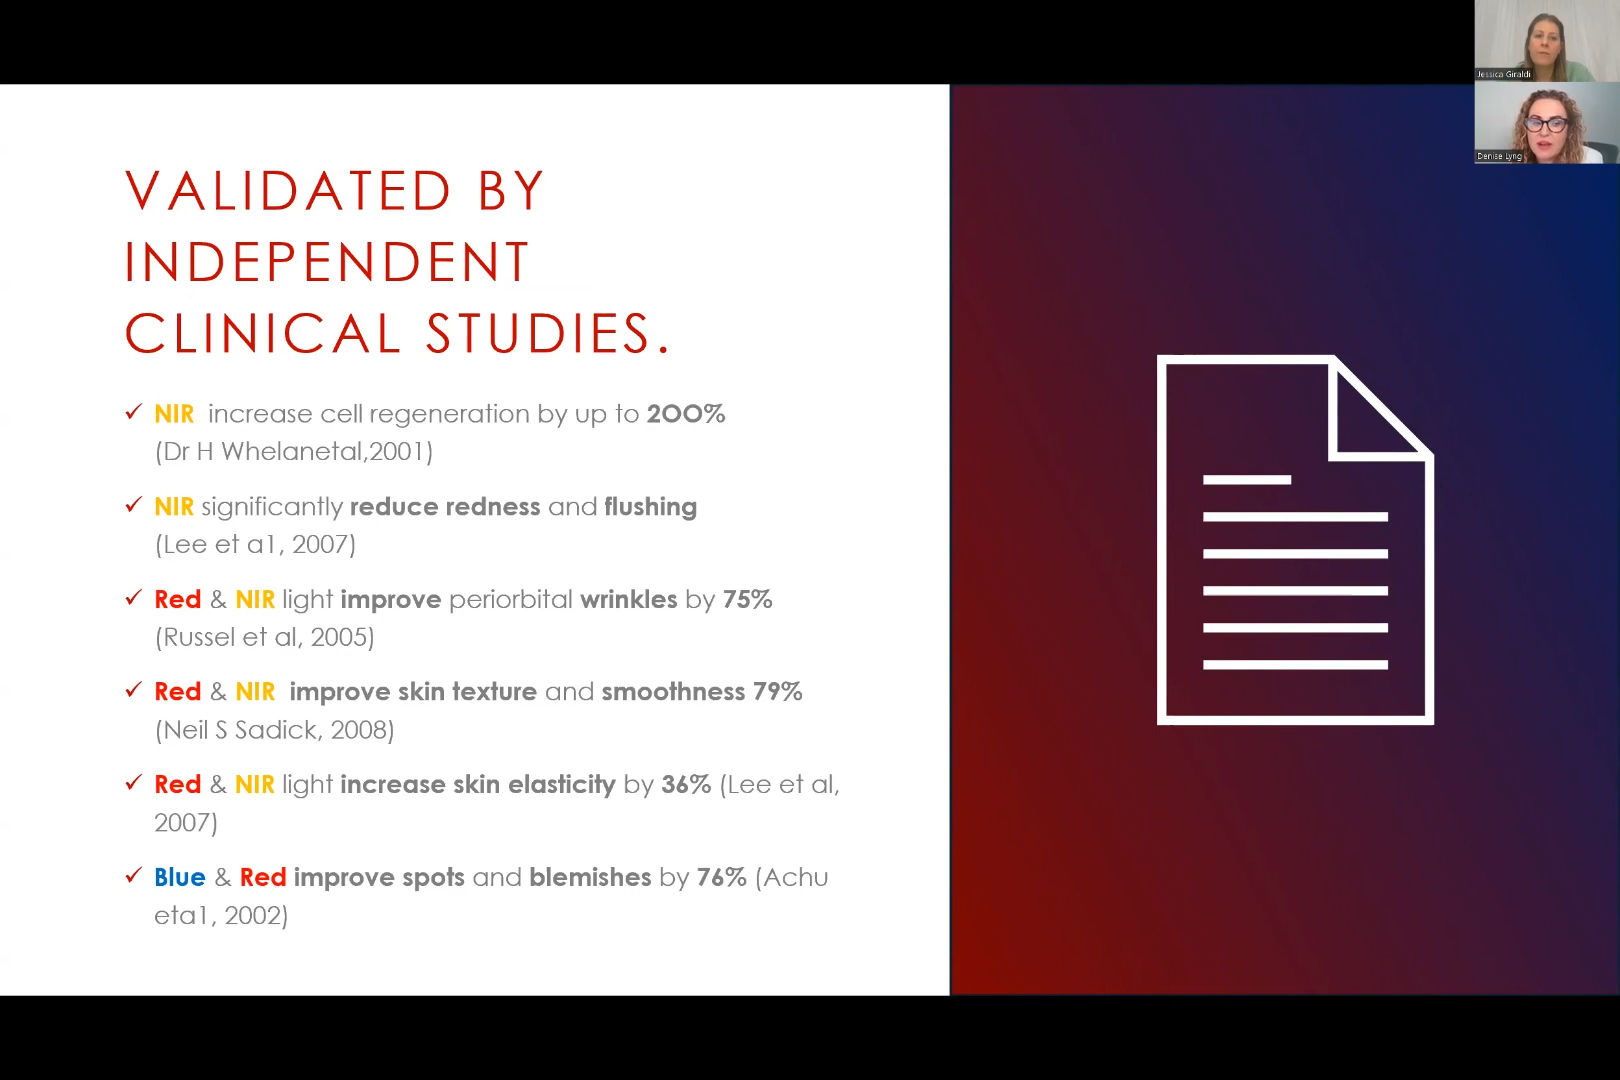 VALIDATED BY
INDEPENDENT
CLINICAL STUDIES.
✓ NIR increase cell regeneration by up to 200%
(Dr H Whelanetal,2001)
✓ NIR significantly reduce redness and flushing
(Lee et a1, 2007)
✓ Red & NIR light improve periorbital wrinkles by 75%
(Russel et al, 2005)
✓ Red & NIR improve skin texture and smoothness 79%
(Neil S Sadick, 2008)
✓ Red & NIR light increase skin elasticity by 36% (Lee et al,
2007)
✓ Blue & Red improve spots and blemishes by 76% (Achu
eta1, 2002)
Jessica Giraldi
Denise Lyng